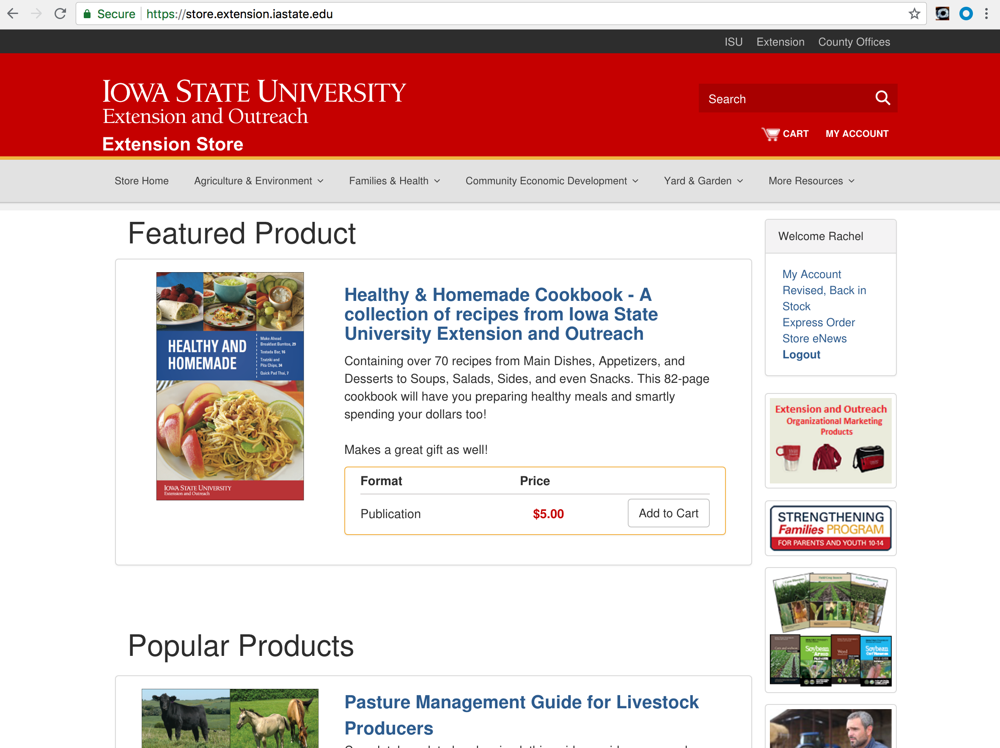 Secure https://store.extension.iastate.edu
ISU Extension County Offices
IOWA STATE UNIVERSITY
Extension and Outreach
Extension Store
Search
CART MY ACCOUNT
Store Home Agriculture & Environment Families & Health Community Economic Development Yard & Garden More Resources
Featured Product
HEALTHY AND
HOMEMADE
Make Ahead
Breakfast Burritos, 29
Tostada Bar, 16
Tzatziki and
Pita Chips, 34
Quick Pad Thai, 7
IOWA STATE UNIVERSITY
Extension and Outreach
Healthy & Homemade Cookbook - A
collection of recipes from Iowa State
University Extension and Outreach
Containing over 70 recipes from Main Dishes, Appetizers, and
Desserts to Soups, Salads, Sides, and even Snacks. This 82-page
cookbook will have you preparing healthy meals and smartly
spending your dollars too!
Makes a great gift as well!
Format Price
Publication $5.00 Add to Cart
Welcome Rachel
My Account
Revised, Back in
Stock
Express Order
Store eNews
Logout
Extension and Outreach
Organizational Marketing
Products
STRENGTHENING
Families PROGRAM
FOR PARENTS AND YOUTH 10-14
Field Crop Insects
Soybean
APHID
Weed
Soybean
Popular Products
Pasture Management Guide for Livestock
Producers